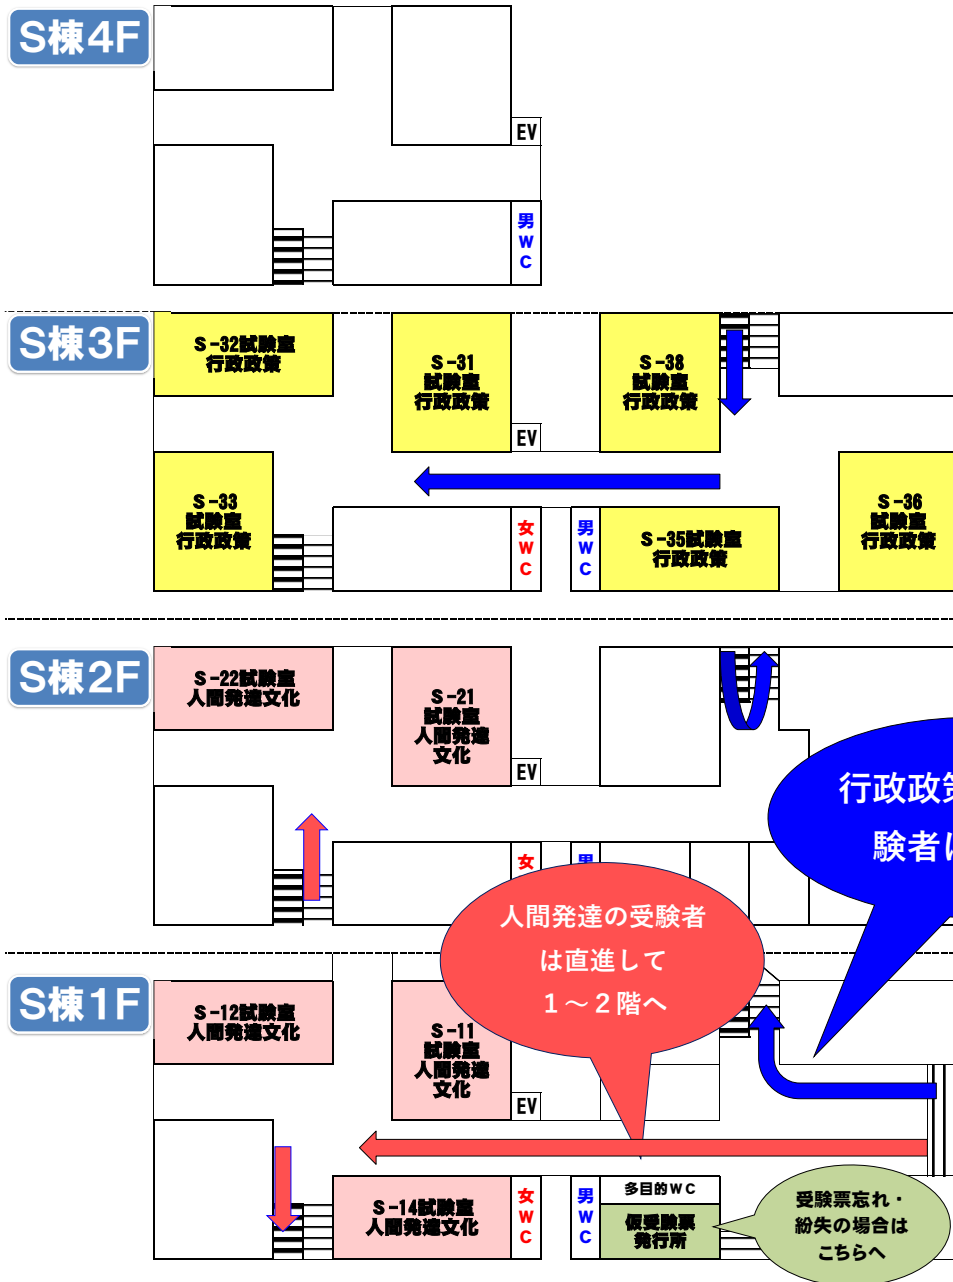 S棟4F
EV
男
W
C
S棟3F
S-32試験室
行政政策
S-31
試験室
行政政策
S-38
試験室
行政政策
EV
S-33
試験室
行政政策
女
W
C
男
W
C
S-35試験室
行政政策
S-36
試験室
行政政策
S棟2F
S-22試験室
人間発達文化
S-21
試験室
人間発達
文化
EV
行政政策
験者に
女
男
人間発達の受験者
は直進して
1～2階へ
S棟1F
S-12試験室
人間発達文化
S-11
試験室
人間発達
文化
EV
S-14試験室
人間発達文化
女
W
C
男
W
C
多目的WC
仮受験票
発行所
受験票忘れ・
紛失の場合は
こちらへ